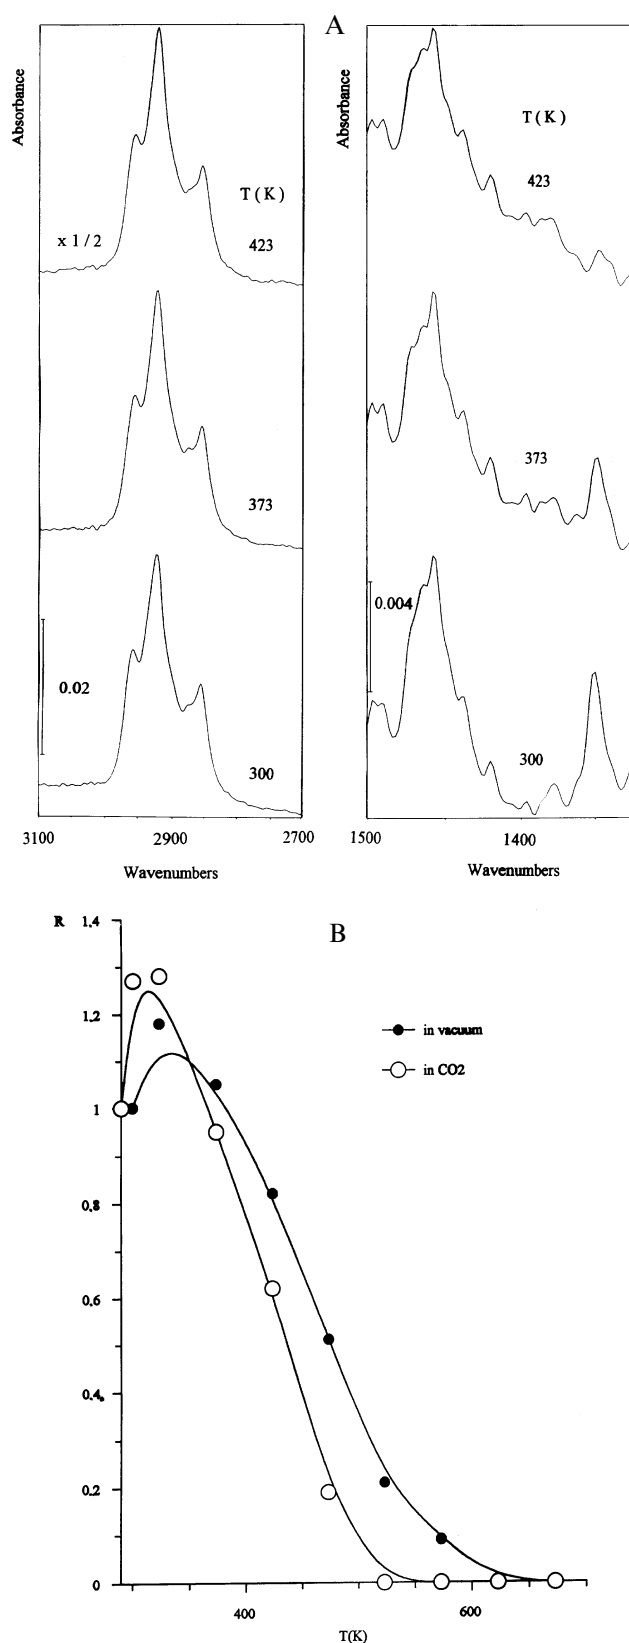 A
Absorbance
T ( K )
x 1 / 2
423
373
0.02
300
3100
2900
2700
Wavenumbers
Absorbance
T ( K )
423
373
0.004
300
1500
1400
Wavenumbers
B
R
1.4
1.2
1
0.8
0.6
0.4
0.2
0
in vacuum
in CO2
400
600
T(K)